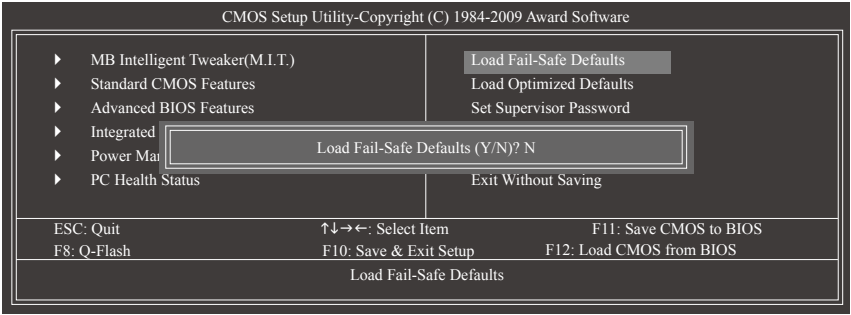 CMOS Setup Utility-Copyright (C) 1984-2009 Award Software
MB Intelligent Tweaker(M.I.T.)
Standard CMOS Features
Advanced BIOS Features
Integrated
Power
PC Health Status
Load Fail-Safe Defaults
Load Optimized Defaults
Set Supervisor Password
Exit Without Saving
Load Fail-Safe Defaults (Y/N)? N
ESC: Quit ↑↓→←: Select Item F11: Save CMOS to BIOS
F8: Q-Flash F10: Save & Exit Setup F12: Load CMOS from BIOS
Load Fail-Safe Defaults